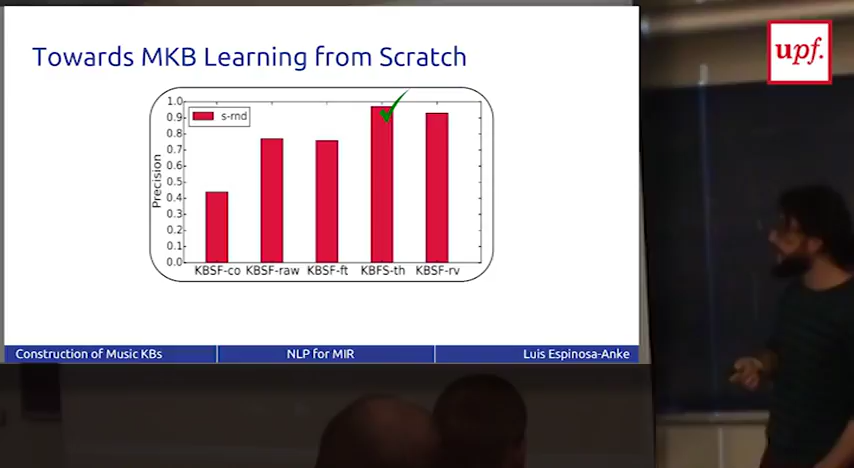 Towards MKB Learning from Scratch
upf.
1.0
0.9
0.8
0.7
0.6
0.5
0.4
0.3
0.2
0.1
0.0
Precision
s-rnd
KBSF-co KBSF-raw KBSF-ft KBFS-th KBSF-rv
Construction of Music KBs
NLP for MIR
Luis Espinosa-Anke